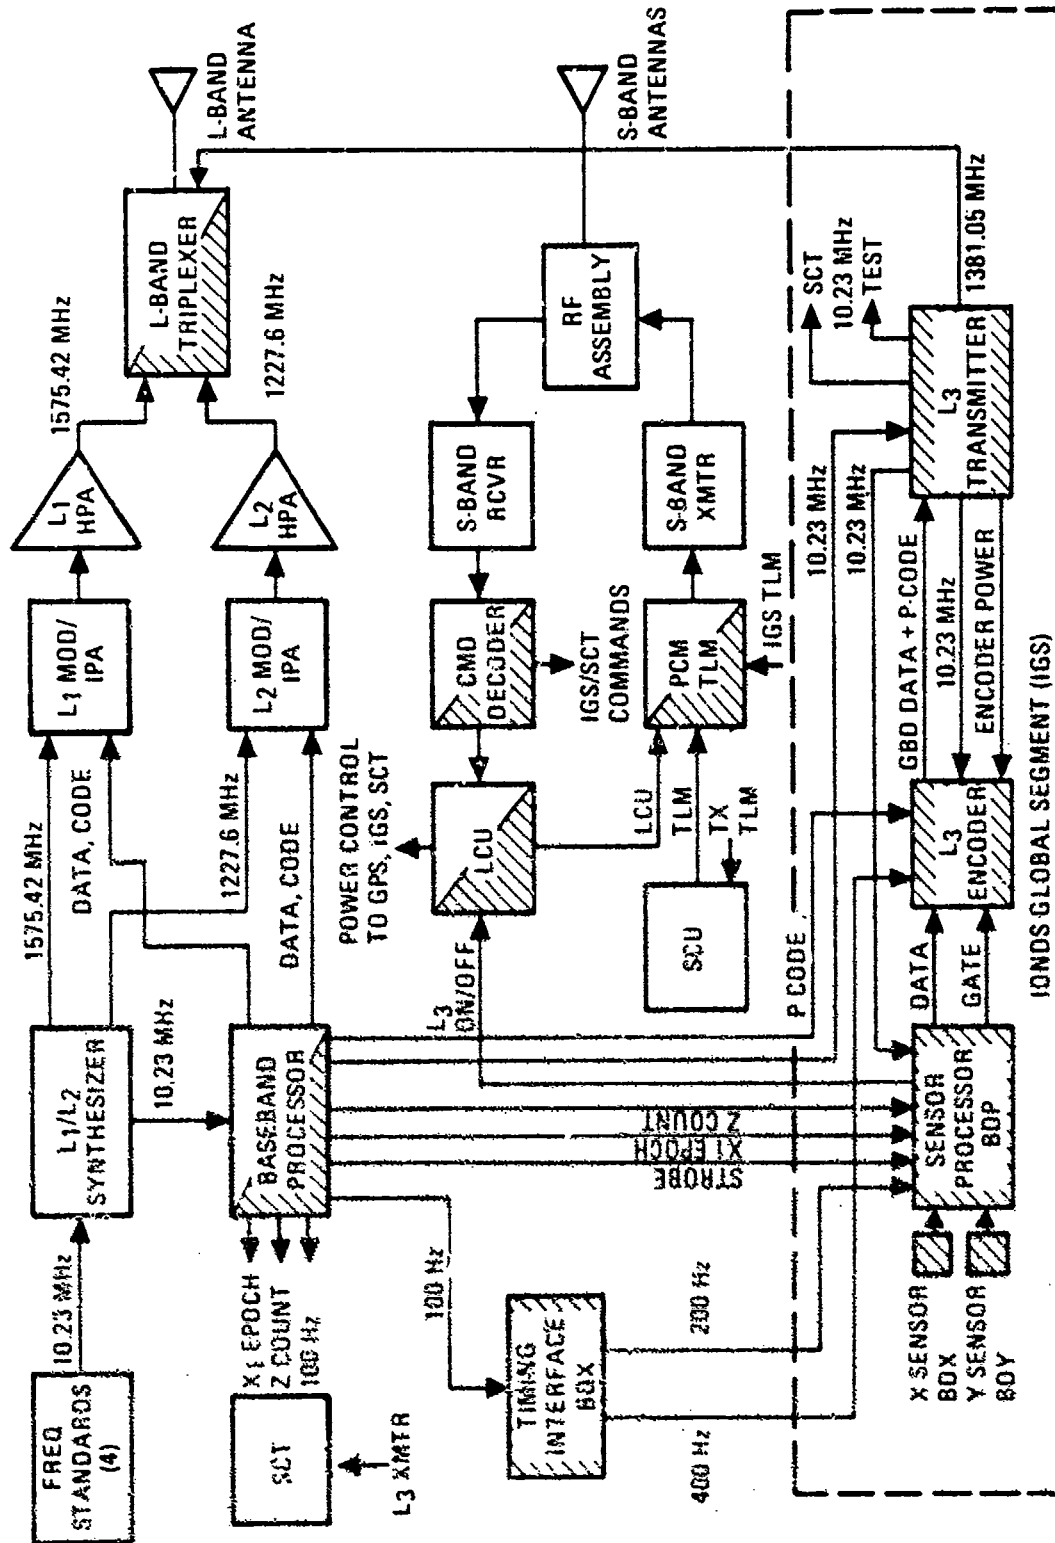 FREQ
STANDARDS
(4)
10.23 MHz
L1/L2
SYNTHESIZER
1575.42 MHz
DATA, CODE
L1 MOD/
IPA
L1
HPA
1575.42 MHz
L-BAND
TRIPLEXER
L-BAND
ANTENNA
10.23 MHz
1227.6 MHz
DATA, CODE
L2 MOD/
IPA
L2
HPA
1227.6 MHz
SCT
L3 XMTR
X1 EPOCH
Z COUNT
100 Hz
BASEBAND
PROCESSOR
POWER CONTROL
TO GPS, IGS, SCT
L3
ON/OFF
LCU
CMD
DECODER
IGS/SCT
COMMANDS
S-BAND
RCVR
RF
ASSEMBLY
S-BAND
ANTENNAS
LCU
TLM
TX
TLM
SCU
PCM
TLM
IGS TLM
S-BAND
XMTR
100 Hz
TIMING
INTERFACE
BOX
400 Hz
200 Hz
STROBE
X1 EPOCH
Z COUNT
P CODE
10.23 MHz
10.23 MHz
SCT
10.23 MHz
TEST
1381.05 MHz
X SENSOR
BOX
Y SENSOR
BOY
SENSOR
PROCESSOR
BDP
DATA
GATE
L3
ENCODER
GBD DATA + P-CODE
10.23 MHz
ENCODER POWER
L3
TRANSMITTER
IONDS GLOBAL SEGMENT (IGS)